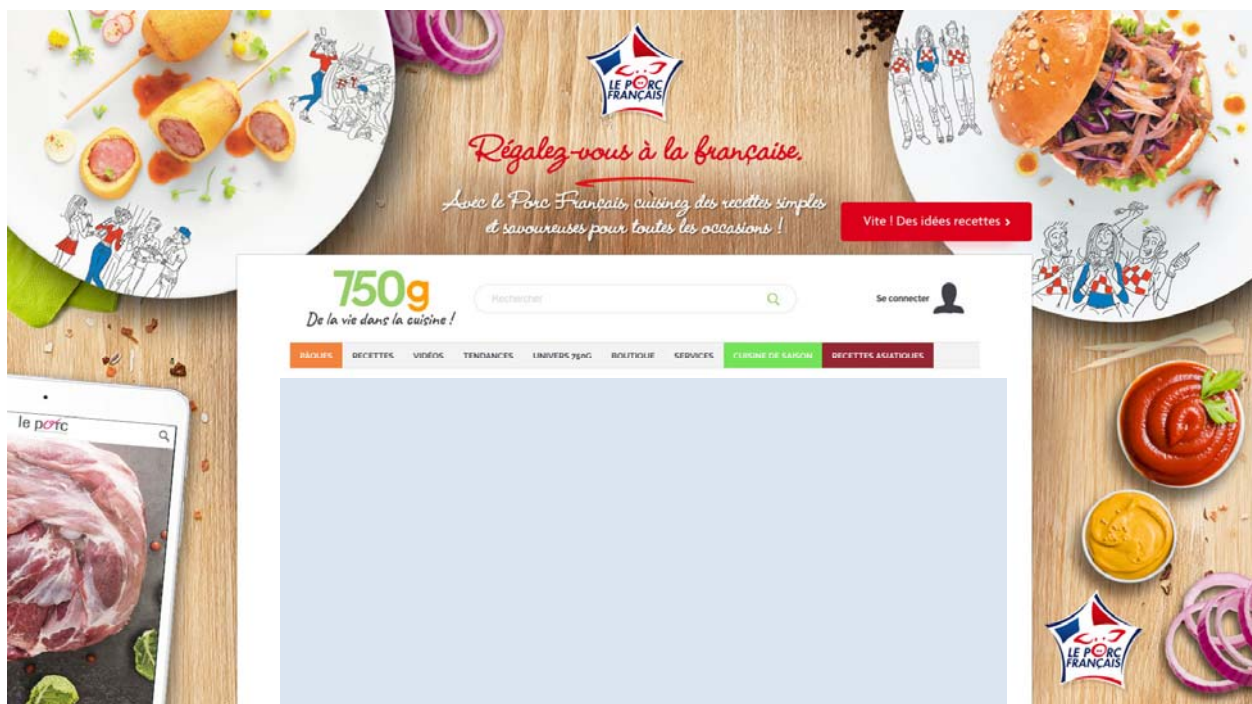 LE PORC
FRANÇAIS
Régalez-vous à la française.
Avec le Porc Français, cuisinez des recettes simples
et savoureuses pour toutes les occasions !
Vite ! Des idées recettes >
750g
De la vie dans la cuisine !
Rechercher
Se connecter
PÂQUES RECETTES VIDÉOS TENDANCES UNIVERS 750G BOUTIQUE SERVICES CUISINE DE SAISON RECETTES ASIATIQUES
le porc
LE PORC
FRANÇAIS